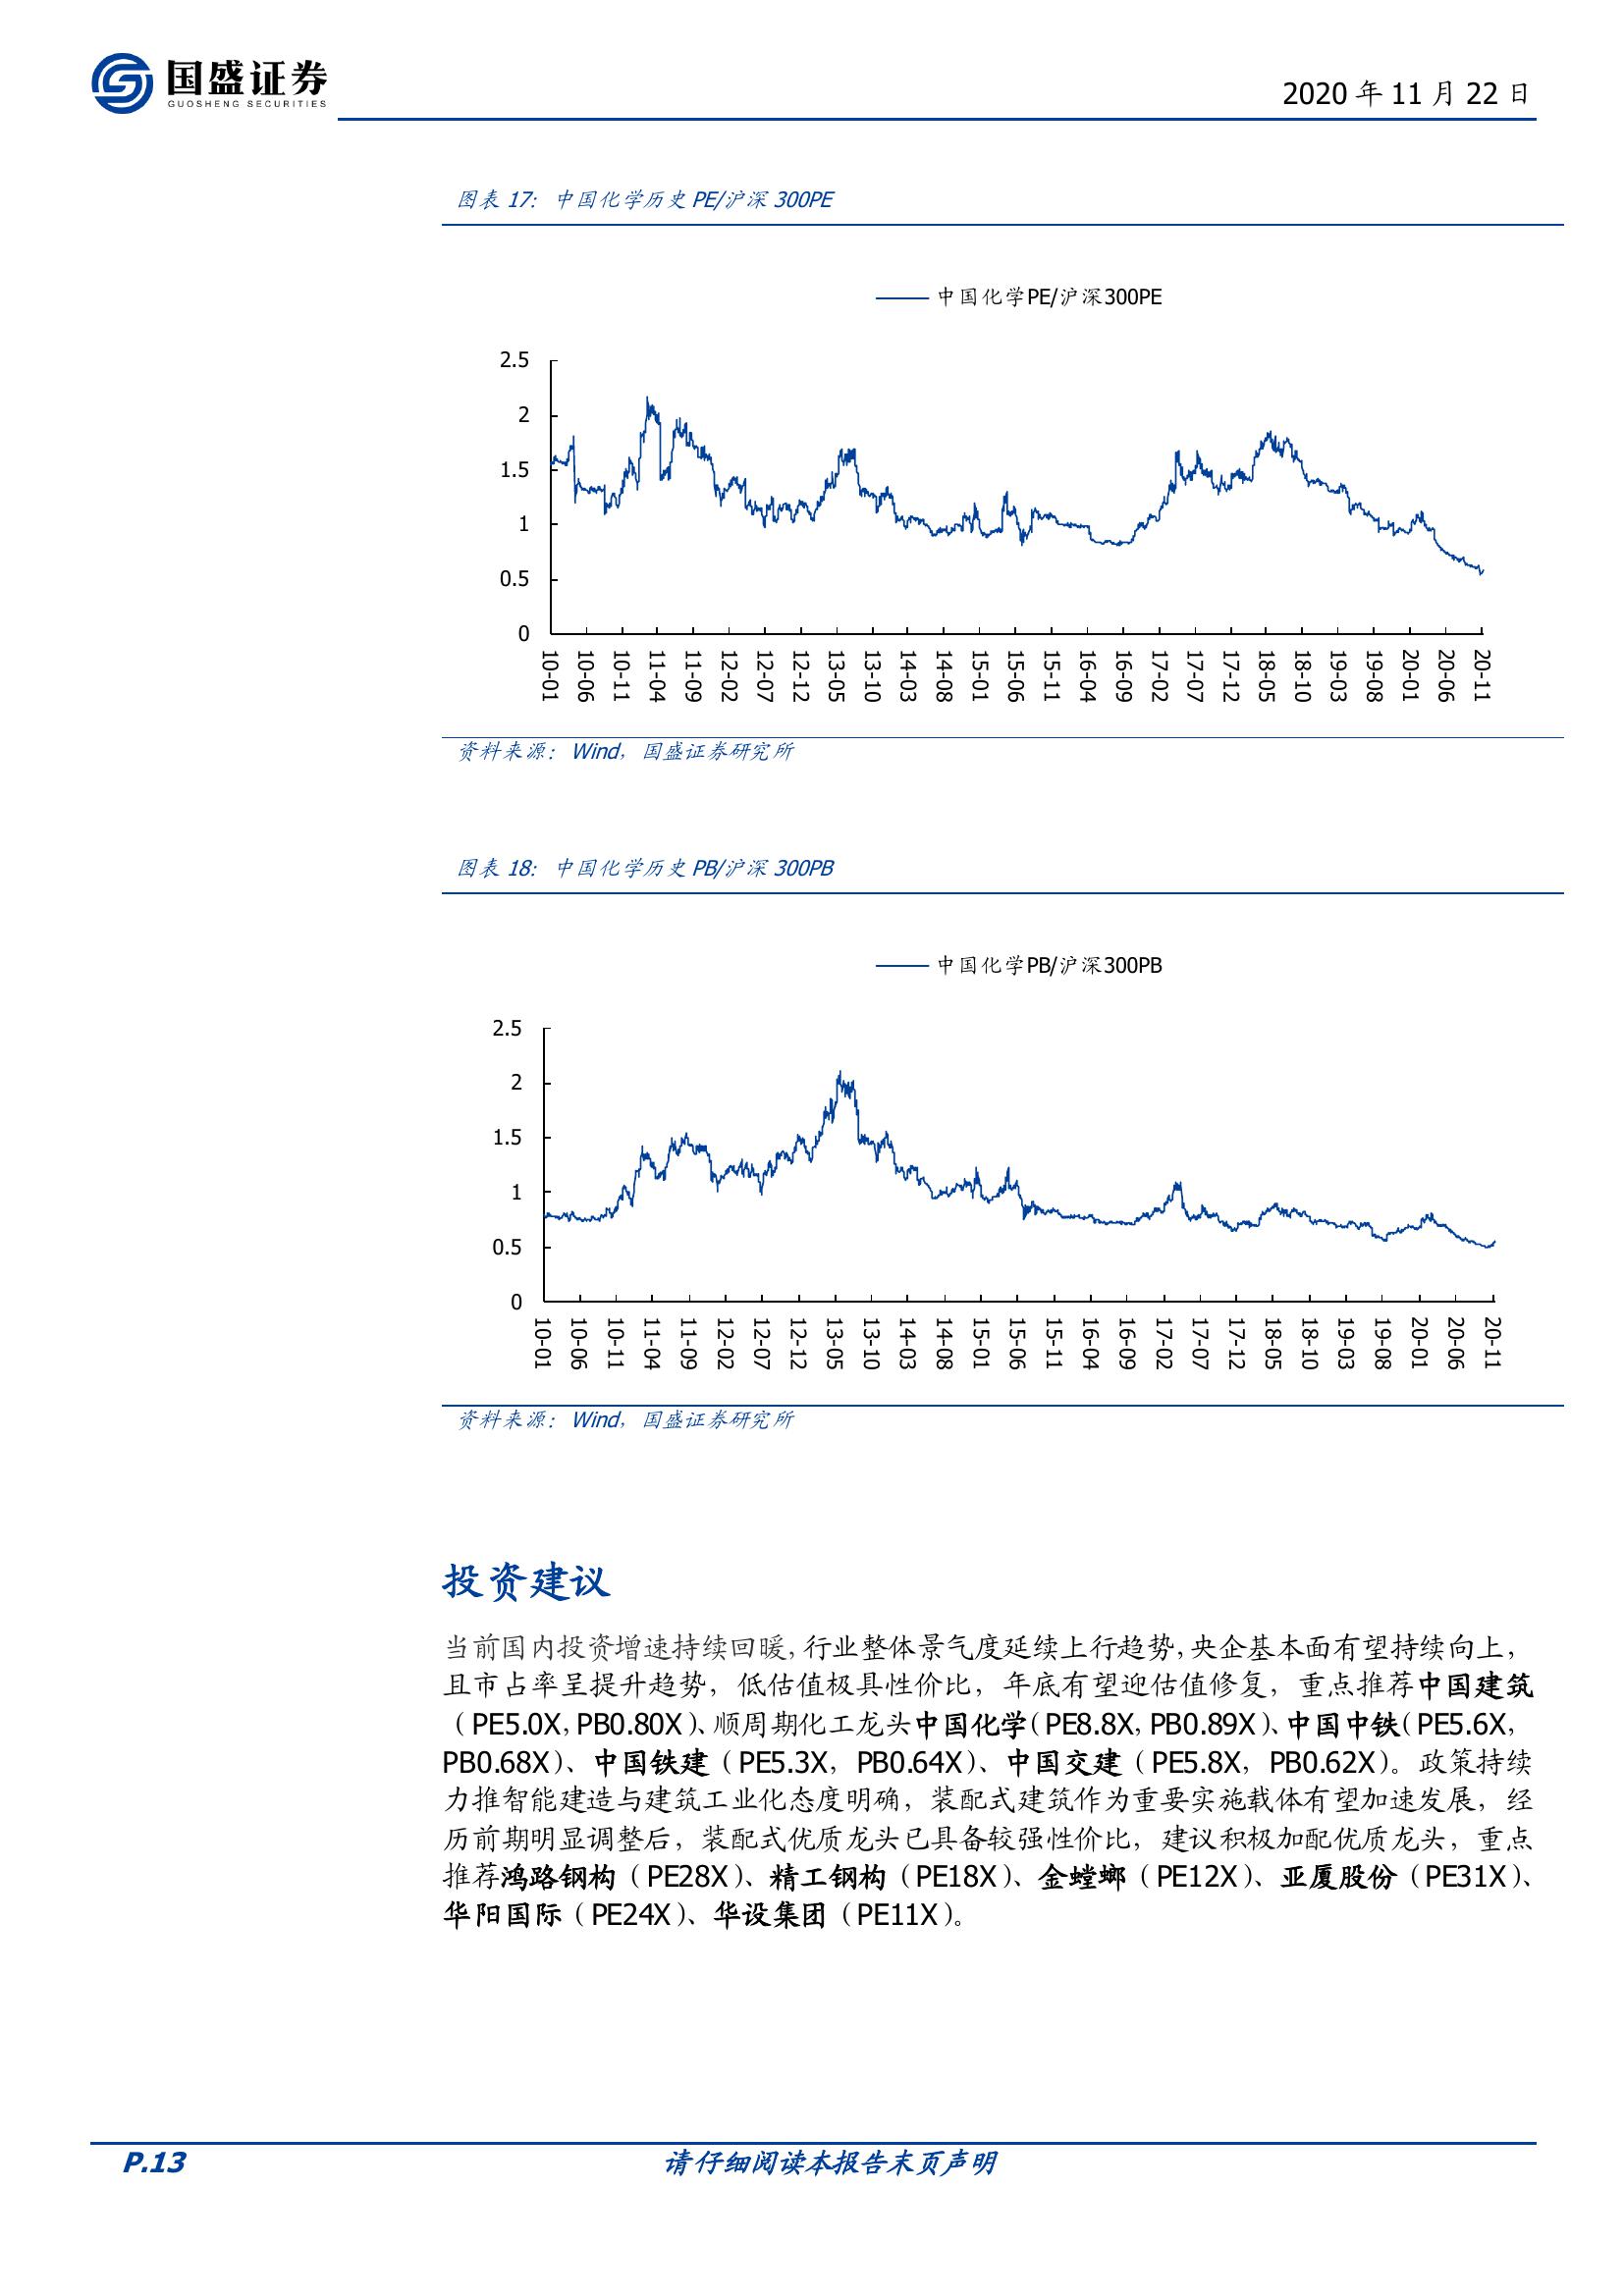 国盛证券
GUOSHENG SECURITIES
2020 年 11 月 22 日
图表 17： 中国化学历史 PE/沪深 300PE
中国化学PE/沪深300PE
2.5
2
1.5
1
0.5
0
10-01 10-06 10-11 11-04 11-09 12-02 12-07 12-12 13-05 13-10 14-03 14-08 15-01 15-06 15-11 16-04 16-09 17-02 17-07 17-12 18-05 18-10 19-03 19-08 20-01 20-06 20-11
资料来源： Wind， 国盛证券研究所
图表 18： 中国化学历史 PB/沪深 300PB
中国化学PB/沪深300PB
2.5
2
1.5
1
0.5
0
10-01 10-06 10-11 11-04 11-09 12-02 12-07 12-12 13-05 13-10 14-03 14-08 15-01 15-06 15-11 16-04 16-09 17-02 17-07 17-12 18-05 18-10 19-03 19-08 20-01 20-06 20-11
资料来源： Wind， 国盛证券研究所
投资建议
当前国内投资增速持续回暖，行业整体景气度延续上行趋势，央企基本面有望持续向上，
且市占率呈提升趋势，低估值极具性价比，年底有望迎估值修复，重点推荐中国建筑
（PE5.0X，PB0.80X）、顺周期化工龙头中国化学（PE8.8X，PB0.89X）、中国中铁（PE5.6X，
PB0.68X）、中国铁建（PE5.3X，PB0.64X）、中国交建（PE5.8X，PB0.62X）。政策持续
力推智能建造与建筑工业化态度明确，装配式建筑作为重要实施载体有望加速发展，经
历前期明显调整后，装配式优质龙头已具备较强性价比，建议积极加配优质龙头，重点
推荐鸿路钢构（PE28X）、精工钢构（PE18X）、金螳螂（PE12X）、亚厦股份（PE31X）、
华阳国际（PE24X）、华设集团（PE11X）。
P.13
请仔细阅读本报告末页声明